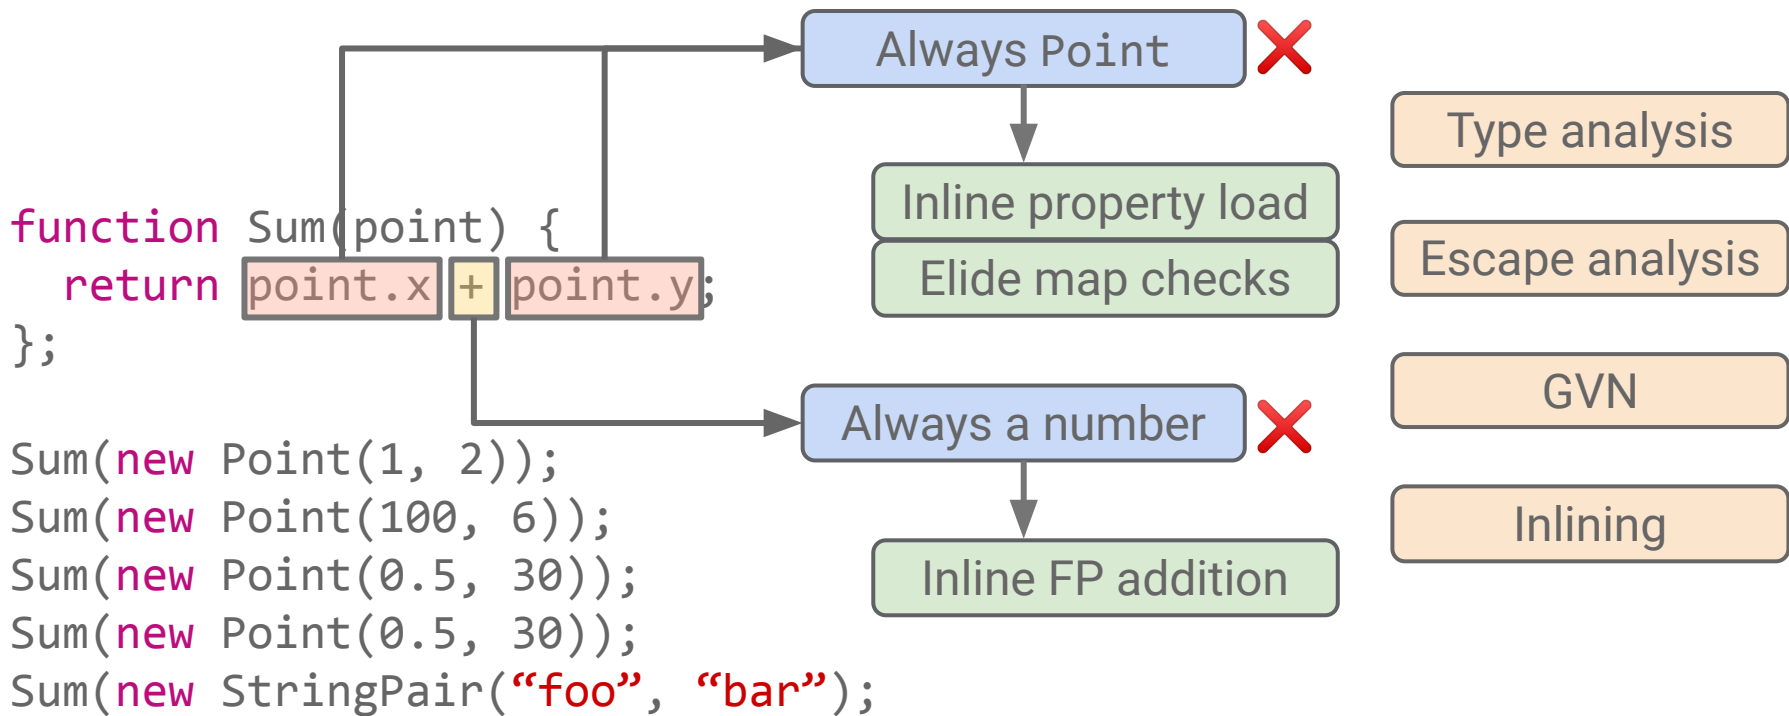 Always Point
Type analysis
Inline property load
function Sum(point) {
Escape analysis
return point.x + point.y;
Elide map checks
};
GVN
Always a number
Sum(new Point(1, 2));
Sum(new Point(100, 6));
Inlining
Sum(new Point(0.5, 30));
Inline FP addition
Sum(new Point(0.5, 30));
Sum(new StringPair(“foo”, “bar”);